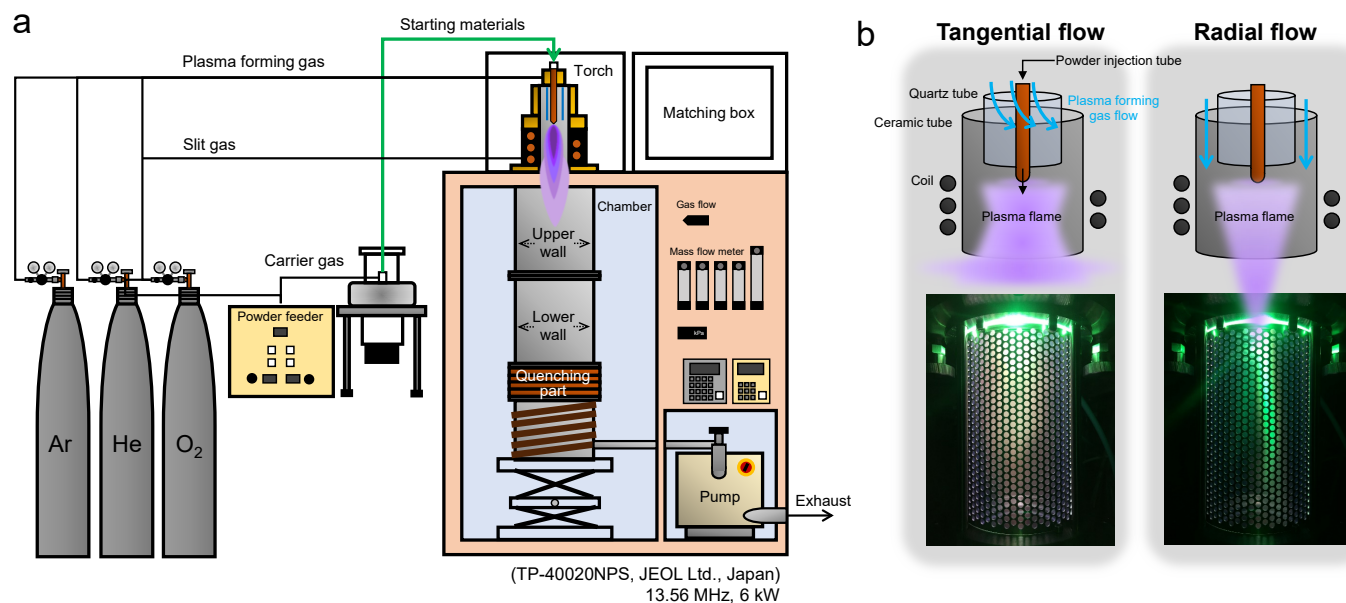 a
Starting materials
Plasma forming gas
Torch
Matching box
Slit gas
Chamber
Gas flow
Upper
wall
Mass flow meter
Carrier gas
Powder feeder
Lower
wall
kPa
Quenching
part
Ar
He
O₂
Pump
Exhaust
(TP-40020NPS, JEOL Ltd., Japan)
13.56 MHz, 6 kW
b
Tangential flow
Radial flow
Powder injection tube
Quartz tube
Plasma forming
gas flow
Ceramic tube
Coil
Plasma flame
Plasma flame